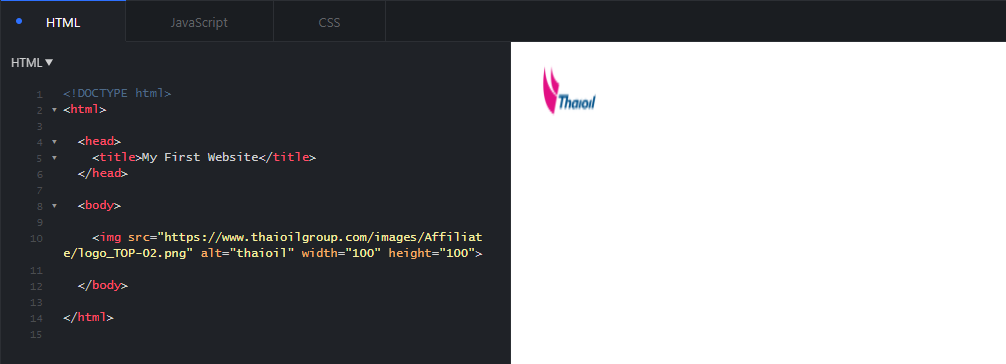 HTML JavaScript CSS
HTML ▼
1 <!DOCTYPE html>
2 <html>
3
4 <head>
5 <title>My First Website</title>
6 </head>
7
8 <body>
9
10 <img src="https://www.thaioilgroup.com/images/Affiliat
e/logo_TOP-02.png" alt="thaioil" width="100" height="100">
11
12 </body>
13
14 </html>
15
Thaioil